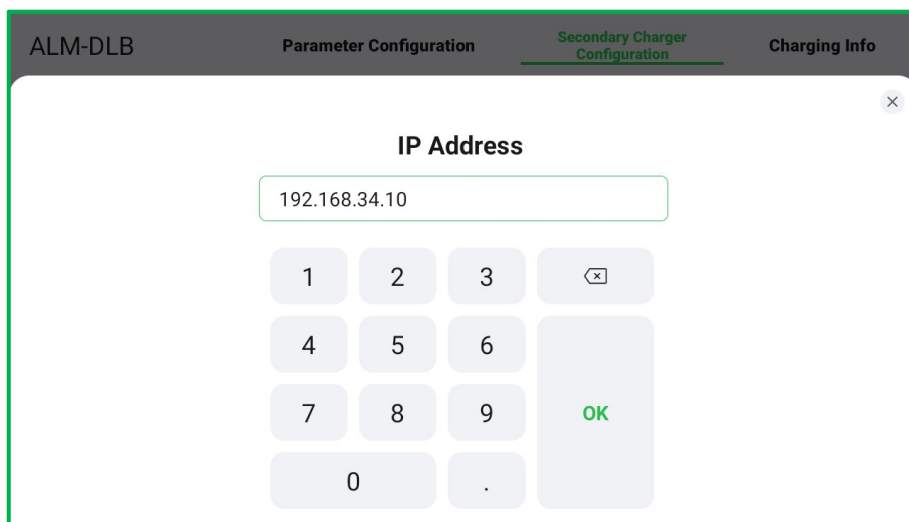 ALM-DLB
Parameter Configuration
Secondary Charger
Configuration
Charging Info
IP Address
192.168.34.10
1 2 3
4 5 6
7 8 9 OK
0 .